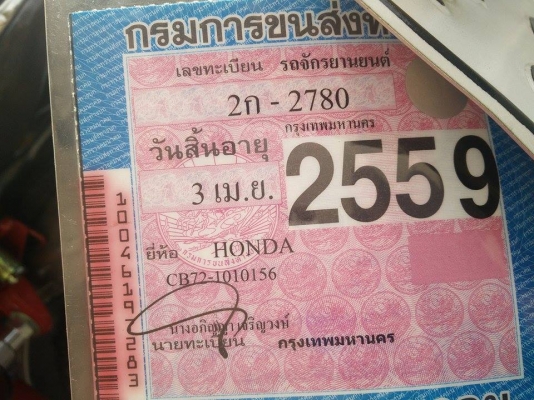 กรมการขนส่งท
เลขทะเบียน รถจักรยานยนต์
2ก - 2780
กรุงเทพมหานคร
วันสิ้นอายุ
3 เม.ย. 2559
ยี่ห้อ HONDA
CB72-1010156
นายทะเบียน กรุงเทพมหานคร
1004619283